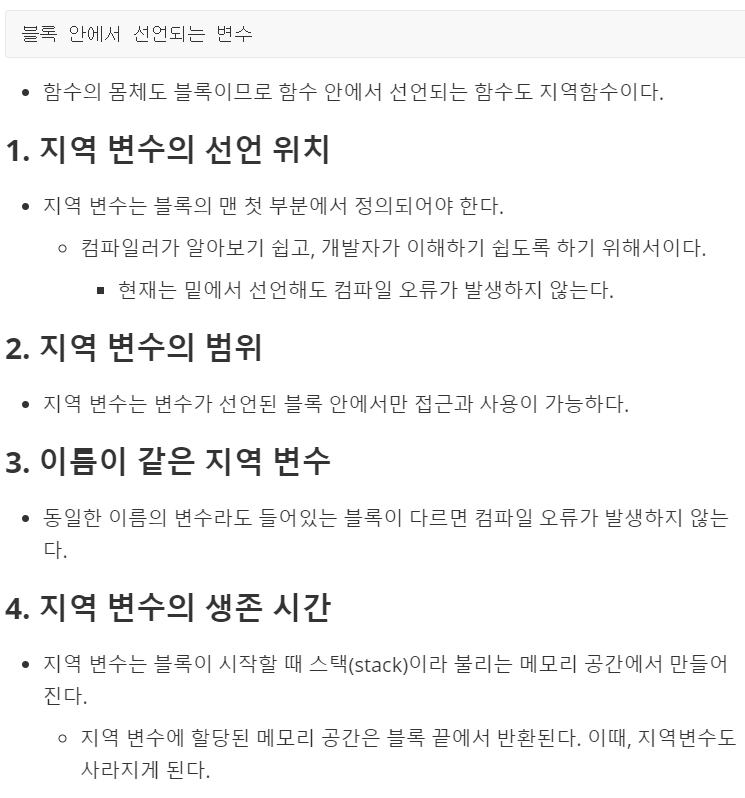 블록 안에서 선언되는 변수
• 함수의 몸체도 블록이므로 함수 안에서 선언되는 함수도 지역함수이다.
1. 지역 변수의 선언 위치
• 지역 변수는 블록의 맨 첫 부분에서 정의되어야 한다.
◦ 컴파일러가 알아보기 쉽고, 개발자가 이해하기 쉽도록 하기 위해서이다.
▪ 현재는 밑에서 선언해도 컴파일 오류가 발생하지 않는다.
2. 지역 변수의 범위
• 지역 변수는 변수가 선언된 블록 안에서만 접근과 사용이 가능하다.
3. 이름이 같은 지역 변수
• 동일한 이름의 변수라도 들어있는 블록이 다르면 컴파일 오류가 발생하지 않는
다.
4. 지역 변수의 생존 시간
• 지역 변수는 블록이 시작할 때 스택(stack)이라 불리는 메모리 공간에서 만들어
진다.
◦ 지역 변수에 할당된 메모리 공간은 블록 끝에서 반환된다. 이때, 지역변수도
사라지게 된다.